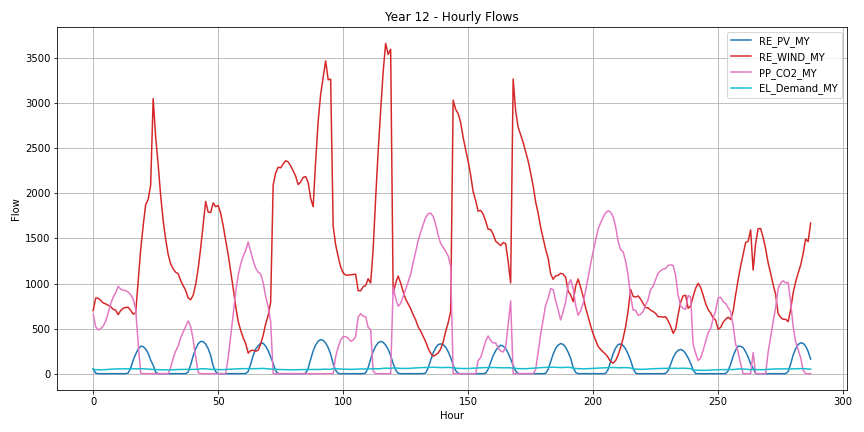 Year 12 - Hourly Flows
RE_PV_MY
RE_WIND_MY
PP_CO2_MY
EL_Demand_MY
3500
3000
2500
2000
1500
1000
500
0
Flow
0 50 100 150 200 250 300
Hour